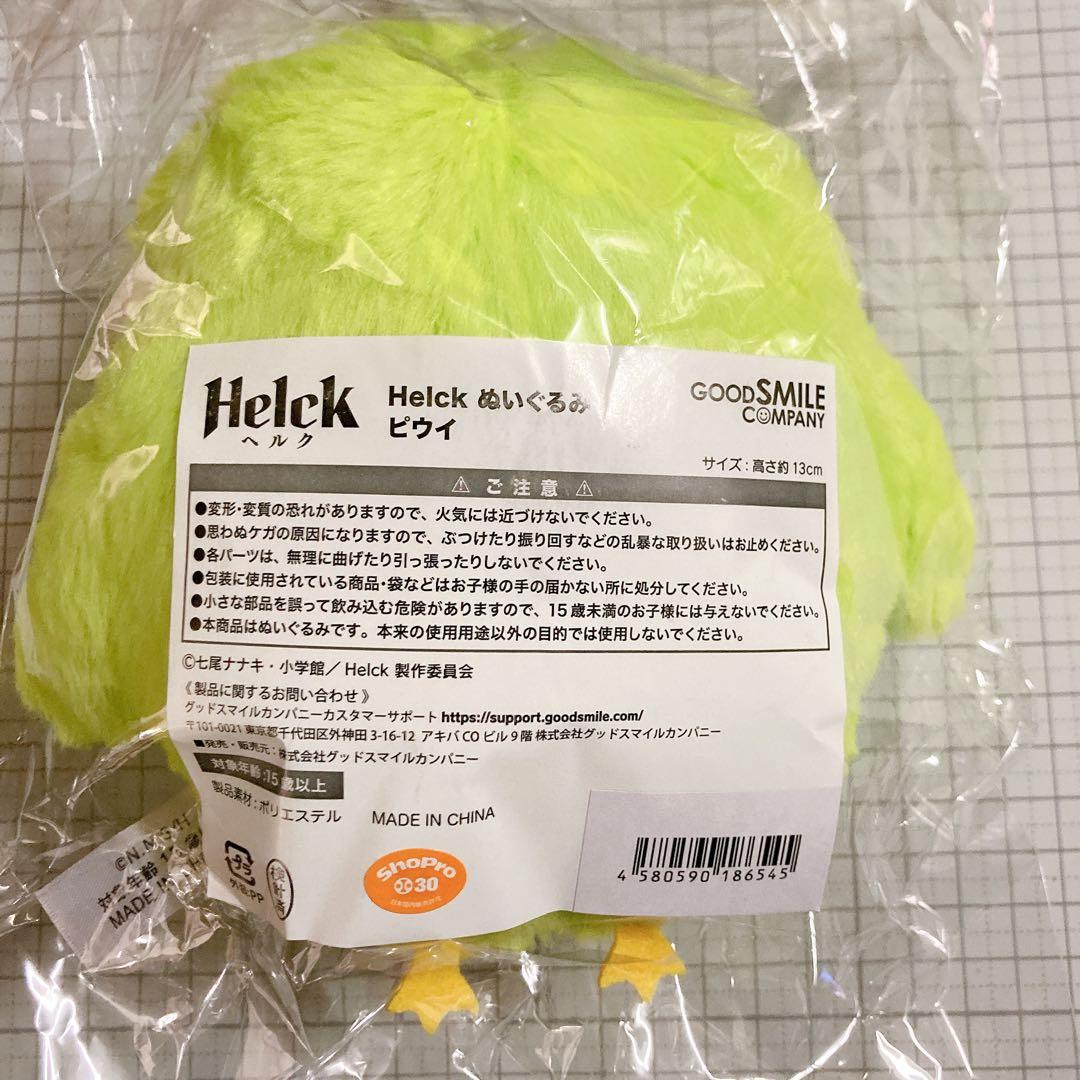 Helck
ヘルク
Helck ぬいぐるみ
ピウイ
GOODSMILE
COMPANY
サイズ:高さ約13cm
⚠ ご注意 ⚠
●変形・変質の恐れがありますので、火気には近づけないでください。
●思わぬケガの原因になりますので、ぶつけたり振り回すなどの乱暴な取り扱いはお止めください。
●各パーツは、無理に曲げたり引っ張ったりしないでください。
●包装に使用されている商品・袋などはお子様の手の届かない所に処分してください。
●小さな部品を誤って飲み込む危険がありますので、15歳未満のお子様には与えないでください。
●本商品はぬいぐるみです。本来の使用用途以外の目的では使用しないでください。
©七尾ナナキ・小学館／Helck 製作委員会
《製品に関するお問い合わせ》
グッドスマイルカンパニーカスタマーサポート https://support.goodsmile.com/
〒101-0021 東京都千代田区外神田 3-16-12 アキバCOビル9階 株式会社グッドスマイルカンパニー
■発売・販売元:株式会社グッドスマイルカンパニー
対象年齢:15歳以上
製品素材:ポリエステル
MADE IN CHINA
プラ
外装:PP
ShoPro
30
4 580590 186545
©N.N,S/H
対象年齢 1
MADE I